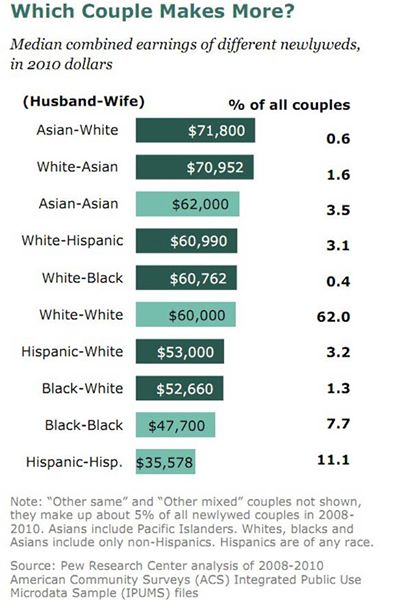 Which Couple Makes More?
Median combined earnings of different newlyweds,
in 2010 dollars
(Husband-Wife) % of all couples
Asian-White $71,800 0.6
White-Asian $70,952 1.6
Asian-Asian $62,000 3.5
White-Hispanic $60,990 3.1
White-Black $60,762 0.4
White-White $60,000 62.0
Hispanic-White $53,000 3.2
Black-White $52,660 1.3
Black-Black $47,700 7.7
Hispanic-Hisp. $35,578 11.1
Note: “Other same” and “Other mixed” couples not shown,
they make up about 5% of all newlywed couples in 2008-
2010. Asians include Pacific Islanders. Whites, blacks and
Asians include only non-Hispanics. Hispanics are of any race.
Source: Pew Research Center analysis of 2008-2010
American Community Surveys (ACS) Integrated Public Use
Microdata Sample (IPUMS) files